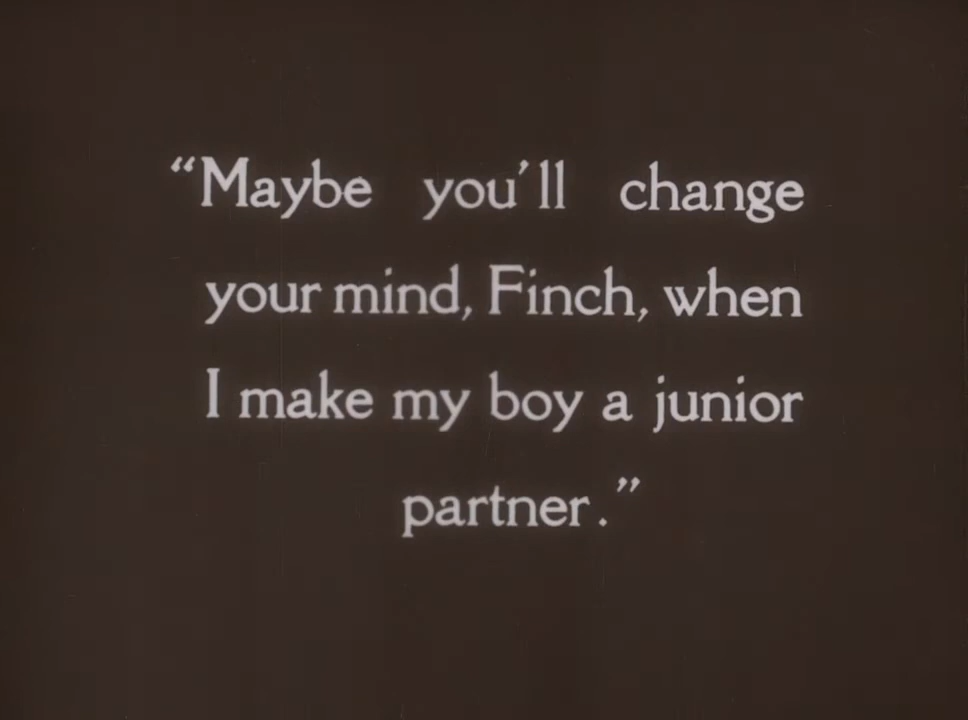 “Maybe you'll change
your mind, Finch, when
I make my boy a junior
partner.”